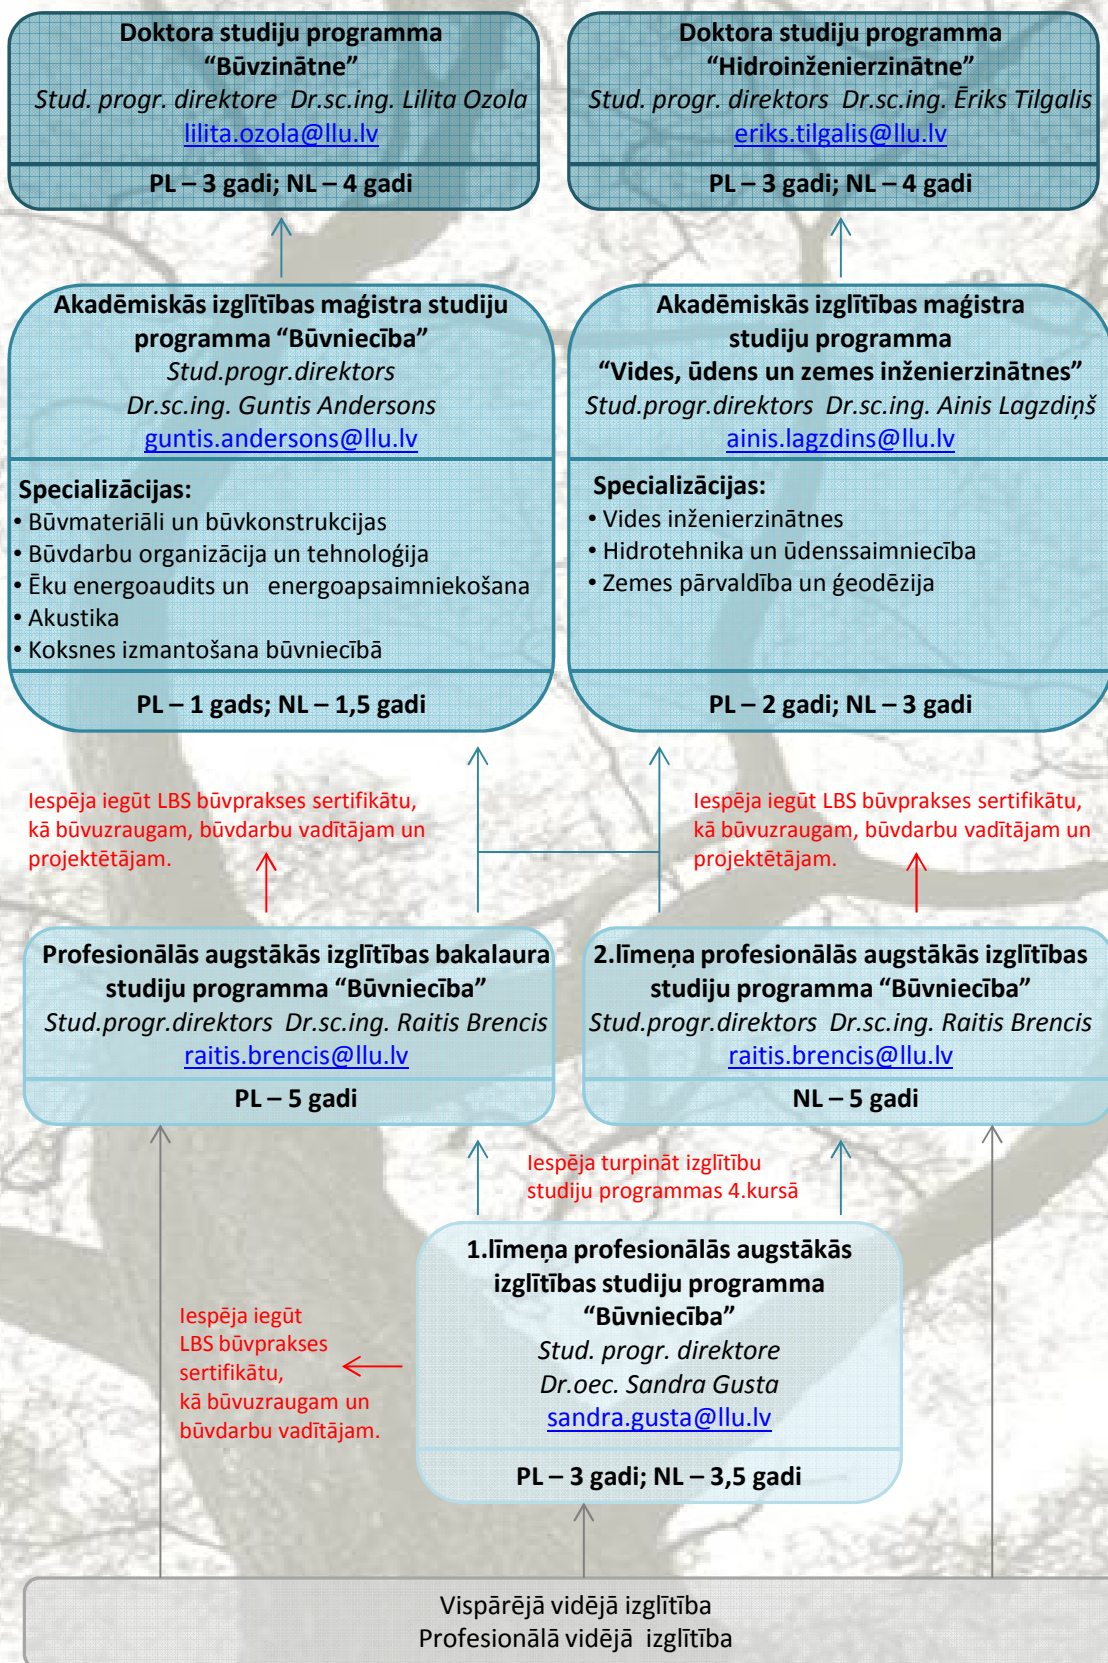 Doktora studiju programma
“Būvzinātne”
Stud. progr. direktore Dr.sc.ing. Lilita Ozola
lilita.ozola@llu.lv
PL – 3 gadi; NL – 4 gadi
Doktora studiju programma
“Hidroinženierzinātne”
Stud. progr. direktors Dr.sc.ing. Ēriks Tilgalis
eriks.tilgalis@llu.lv
PL – 3 gadi; NL – 4 gadi
Akadēmiskās izglītības maģistra studiju
programma “Būvniecība”
Stud.progr.direktors
Dr.sc.ing. Guntis Andersons
guntis.andersons@llu.lv
Specializācijas:
• Būvmateriāli un būvkonstrukcijas
• Būvdarbu organizācija un tehnoloģija
• Ēku energoaudits un energoapsaimniekošana
• Akustika
• Koksnes izmantošana būvniecībā
PL – 1 gads; NL – 1,5 gadi
Akadēmiskās izglītības maģistra
studiju programma
“Vides, ūdens un zemes inženierzinātnes”
Stud.progr.direktors Dr.sc.ing. Ainis Lagzdiņš
ainis.lagzdins@llu.lv
Specializācijas:
• Vides inženierzinātnes
• Hidrotehnika un ūdenssaimniecība
• Zemes pārvaldība un ģeodēzija
PL – 2 gadi; NL – 3 gadi
Iespēja iegūt LBS būvprakses sertifikātu,
kā būvuzraugam, būvdarbu vadītājam un
projektētājam.
Iespēja iegūt LBS būvprakses sertifikātu,
kā būvuzraugam, būvdarbu vadītājam un
projektētājam.
Profesionālās augstākās izglītības bakalaura
studiju programma “Būvniecība”
Stud.progr.direktors Dr.sc.ing. Raitis Brencis
raitis.brencis@llu.lv
PL – 5 gadi
2.līmeņa profesionālās augstākās izglītības
studiju programma “Būvniecība”
Stud.progr.direktors Dr.sc.ing. Raitis Brencis
raitis.brencis@llu.lv
NL – 5 gadi
Iespēja turpināt izglītību
studiju programmas 4.kursā
1.līmeņa profesionālās augstākās
izglītības studiju programma
“Būvniecība”
Stud. progr. direktore
Dr.oec. Sandra Gusta
sandra.gusta@llu.lv
PL – 3 gadi; NL – 3,5 gadi
Iespēja iegūt
LBS būvprakses
sertifikātu,
kā būvuzraugam un
būvdarbu vadītājam.
Vispārējā vidējā izglītība
Profesionālā vidējā izglītība